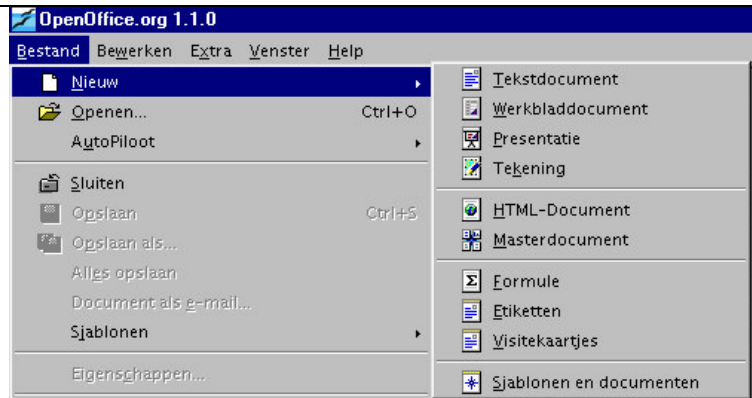 OpenOffice.org 1.1.0
Bestand Bewerken Extra Venster Help
Nieuw
Openen... Ctrl+O
AutoPiloot
Sluiten
Opslaan Ctrl+S
Opslaan als...
Alles opslaan
Document als e-mail...
Sjablonen
Eigenschappen...
Tekstdocument
Werkbladdocument
Presentatie
Tekening
HTML-Document
Masterdocument
Formule
Etiketten
Visitekaartjes
Sjablonen en documenten